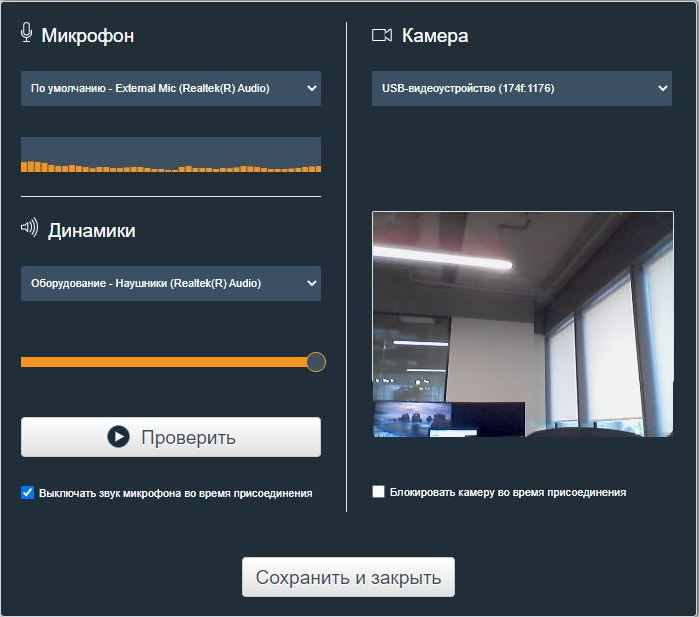 Микрофон
По умолчанию - External Mic (Realtek(R) Audio)
Динамики
Оборудование - Наушники (Realtek(R) Audio)
Проверить
Выключать звук микрофона во время присоединения
Камера
USB-видеоустройство (174f:1176)
Блокировать камеру во время присоединения
Сохранить и закрыть